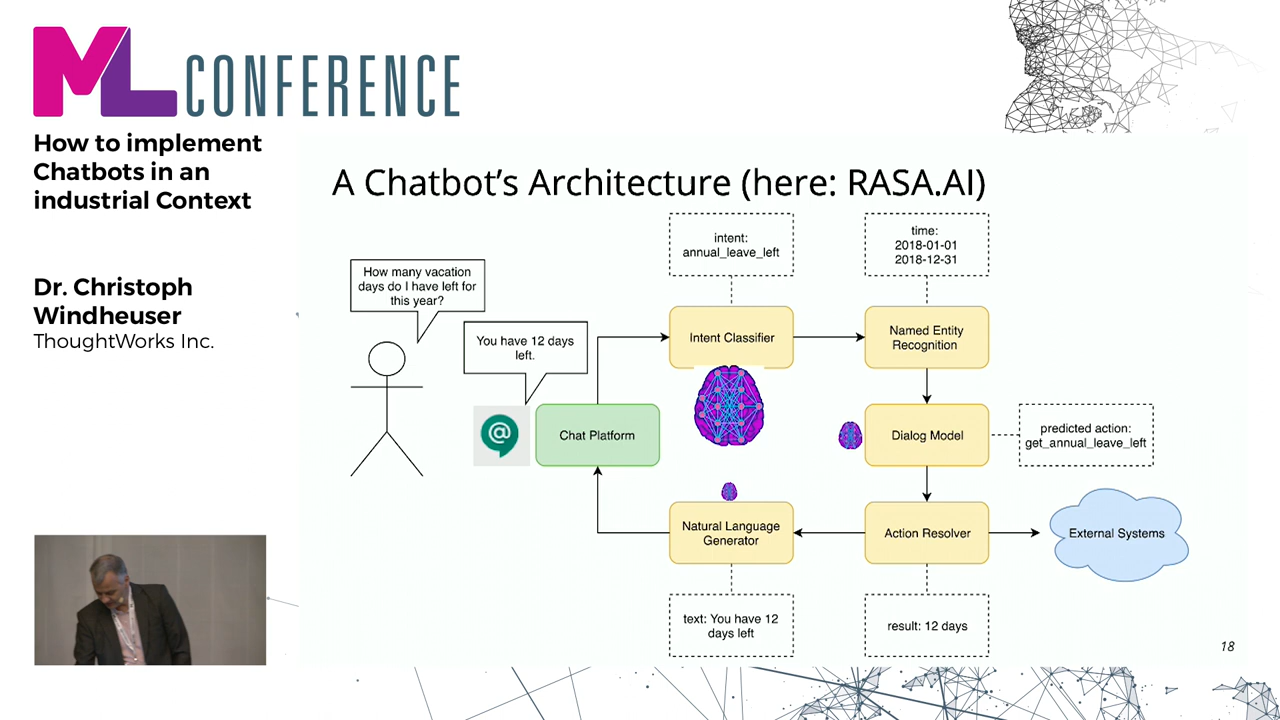 ML CONFERENCE
How to implement
Chatbots in an
industrial Context
Dr. Christoph
Windheuser
ThoughtWorks Inc.
A Chatbot's Architecture (here: RASA.AI)
How many vacation
days do I have left for
this year?
You have 12 days
left.
@
Chat Platform
intent:
annual_leave_left
Intent Classifier
time:
2018-01-01
2018-12-31
Named Entity
Recognition
Dialog Model
predicted action:
get_annual_leave_left
Natural Language
Generator
Action Resolver
External Systems
text: You have 12
days left
result: 12 days
18